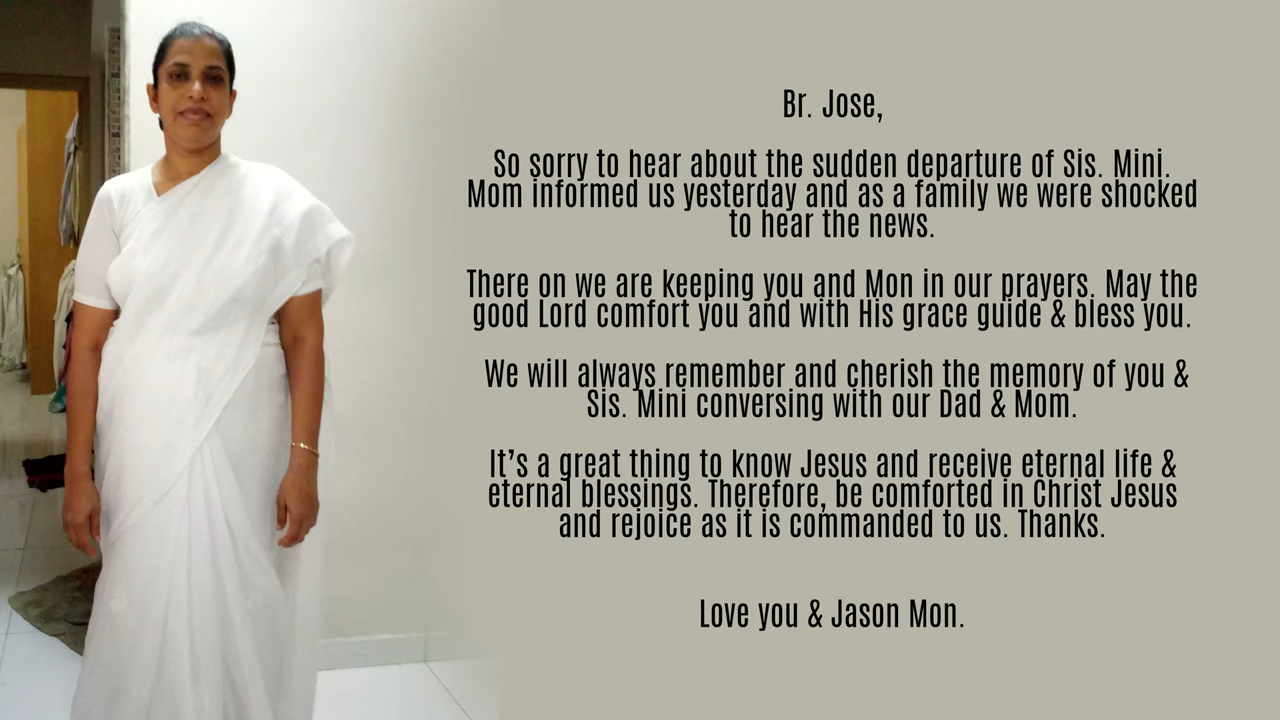 Br. Jose,
So sorry to hear about the sudden departure of Sis. Mini.
Mom informed us yesterday and as a family we were shocked
to hear the news.
There on we are keeping you and Mon in our prayers. May the
good Lord comfort you and with His grace guide & bless you.
We will always remember and cherish the memory of you &
Sis. Mini conversing with our Dad & Mom.
It’s a great thing to know Jesus and receive eternal life &
eternal blessings. Therefore, be comforted in Christ Jesus
and rejoice as it is commanded to us. Thanks.
Love you & Jason Mon.